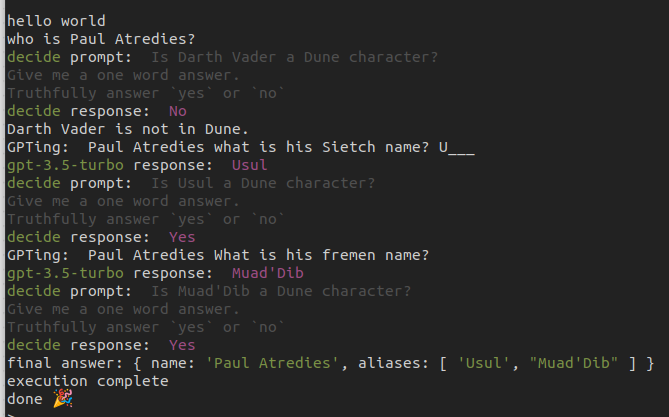 hello world
who is Paul Atredies?
decide prompt:  Is Darth Vader a Dune character?
Give me a one word answer.
Truthfully answer `yes` or `no`
decide response:  No
Darth Vader is not in Dune.
GPTing:  Paul Atredies what is his Sietch name? U___
gpt-3.5-turbo response:  Usul
decide prompt:  Is Usul a Dune character?
Give me a one word answer.
Truthfully answer `yes` or `no`
decide response:  Yes
GPTing:  Paul Atredies What is his fremen name?
gpt-3.5-turbo response:  Muad'Dib
decide prompt:  Is Muad'Dib a Dune character?
Give me a one word answer.
Truthfully answer `yes` or `no`
decide response:  Yes
final answer: { name: 'Paul Atredies', aliases: [ 'Usul', "Muad'Dib" ] }
execution complete
done 🎉